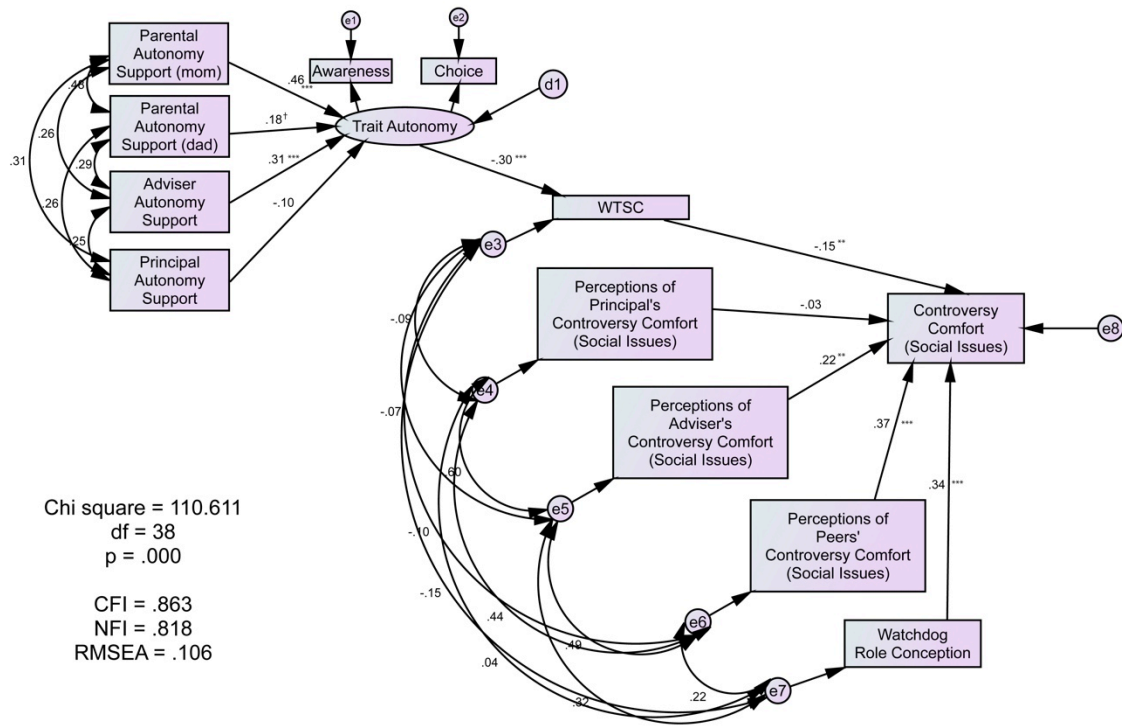 Parental
Autonomy
Support (mom)
Parental
Autonomy
Support (dad)
Adviser
Autonomy
Support
Principal
Autonomy
Support
.48
.26
.31
.29
.26
.25
.46
***
.18†
.31 ***
-.10
e1
e2
Awareness
Choice
d1
Trait Autonomy
-.30 ***
WTSC
-.15 **
e3
Perceptions of
Principal's
Controversy Comfort
(Social Issues)
-.03
Controversy
Comfort
(Social Issues)
e8
-.09
e4
.22 **
Perceptions of
Adviser's
Controversy Comfort
(Social Issues)
-.07
.37 ***
.60
e5
.34 ***
Perceptions of
Peers'
Controversy Comfort
(Social Issues)
-.10
-.15
.44
.49
e6
Watchdog
Role Conception
.04
.32
.22
e7
Chi square = 110.611
df = 38
p = .000
CFI = .863
NFI = .818
RMSEA = .106